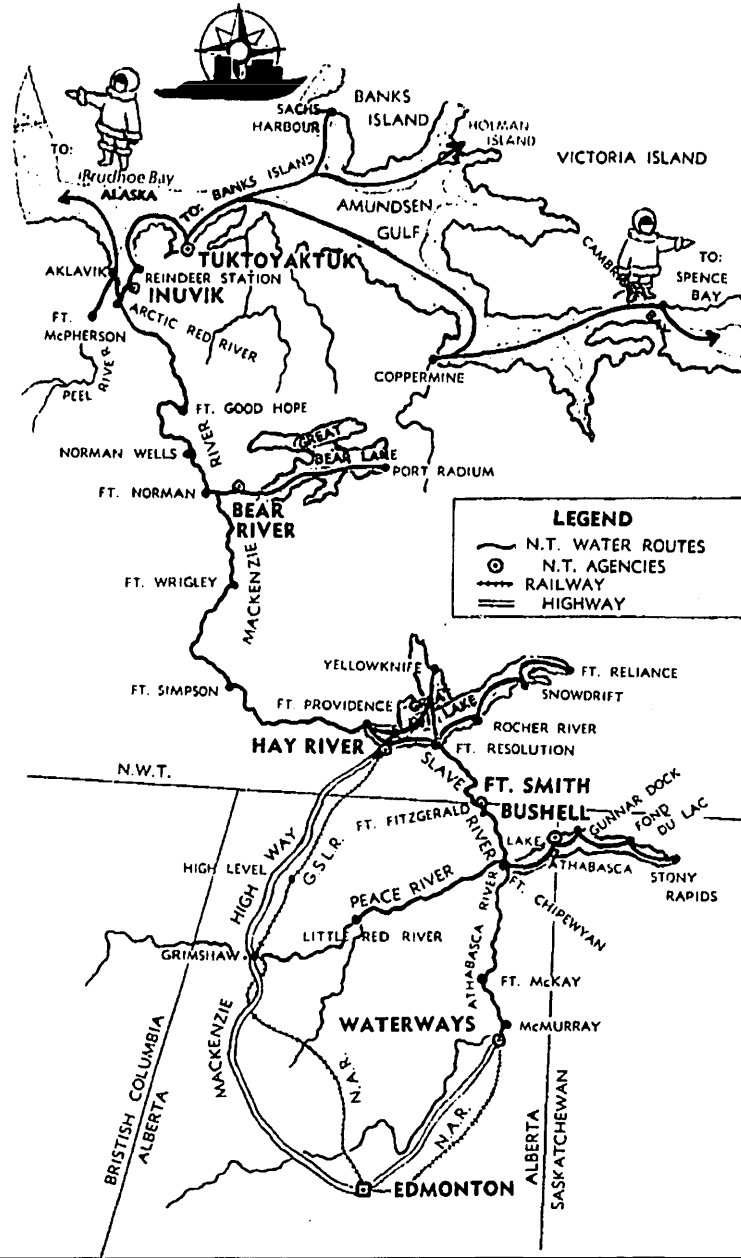 BANKS
ISLAND
SACHS
HARBOUR
HOLMAN
ISLAND
VICTORIA ISLAND
TO:
Prudhoe Bay
ALASKA
TO: BANKS ISLAND
AMUNDSEN
GULF
TO:
SPENCE
BAY
TUKTOYAKTUK
AKLAVIK
REINDEER STATION
INUVIK
FT.
McPHERSON
ARCTIC RED RIVER
PEEL
RIVER
COPPERMINE
FT. GOOD HOPE
NORMAN WELLS
RIVER
GREAT
BEAR LAKE
PORT RADIUM
FT. NORMAN
BEAR
RIVER
LEGEND
N.T. WATER ROUTES
N.T. AGENCIES
RAILWAY
HIGHWAY
FT. WRIGLEY
MACKENZIE
YELLOWKNIFE
FT. RELIANCE
SNOWDRIFT
FT. SIMPSON
FT. PROVIDENCE
GREAT
LAKE
ROCHER RIVER
HAY RIVER
FT. RESOLUTION
N.W.T.
SLAVE
RIVER
FT. SMITH
BUSHELL
GUNNAR DOCK
FOND
DU LAC
FT. FITZGERALD
LAKE
ATHABASCA
STONY
RAPIDS
HIGH LEVEL
HIGH WAY
G.S.L.R.
PEACE RIVER
FT. CHIPEWYAN
LITTLE RED RIVER
ATHABASCA RIVER
GRIMSHAW
FT. McKAY
MACKENZIE
WATERWAYS
McMURRAY
N.A.R.
N.A.R.
BRISTISH COLUMBIA
ALBERTA
ALBERTA
SASKATCHEWAN
EDMONTON